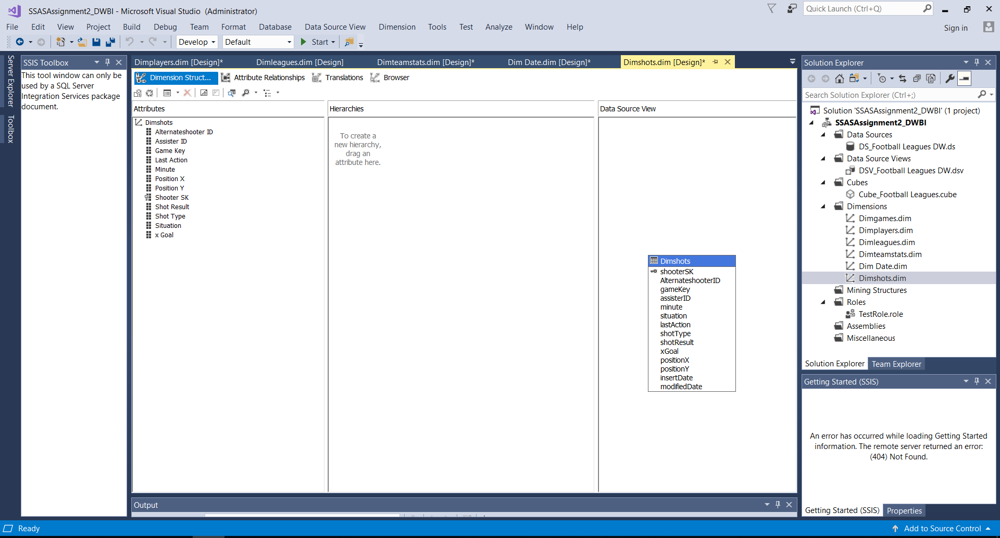 SSASAssignment2_DWBI - Microsoft Visual Studio (Administrator)
Quick Launch (Ctrl+Q)
File Edit View Project Build Debug Team Format Database Data Source View Dimension Tools Test Analyze Window Help
Sign in
Develop Default Start
Server Explorer
Toolbox
SSIS Toolbox
This tool window can only be
used by a SQL Server
Integration Services package
document.
Dimplayers.dim [Design]* Dimleagues.dim [Design] Dimteamstats.dim [Design]* Dim Date.dim [Design]* Dimshots.dim [Design]*
Dimension Struct... Attribute Relationships Translations Browser
Attributes
Dimshots
Alternateshooter ID
Assister ID
Game Key
Last Action
Minute
Position X
Position Y
Shooter SK
Shot Result
Shot Type
Situation
x Goal
Hierarchies
To create a
new hierarchy,
drag an
attribute here.
Data Source View
Dimshots
shooterSK
AlternateshooterID
gameKey
assisterID
minute
situation
lastAction
shotType
shotResult
xGoal
positionX
positionY
insertDate
modifiedDate
Output
Solution Explorer
Search Solution Explorer (Ctrl+;)
Solution 'SSASAssignment2_DWBI' (1 project)
SSASAssignment2_DWBI
Data Sources
DS_Football Leagues DW.ds
Data Source Views
DSV_Football Leagues DW.dsv
Cubes
Cube_Football Leagues.cube
Dimensions
Dimgames.dim
Dimplayers.dim
Dimleagues.dim
Dimteamstats.dim
Dim Date.dim
Dimshots.dim
Mining Structures
Roles
TestRole.role
Assemblies
Miscellaneous
Solution Explorer Team Explorer
Getting Started (SSIS)
An error has occurred while loading Getting Started
information. The remote server returned an error:
(404) Not Found.
Getting Started (SSIS) Properties
Ready
Add to Source Control